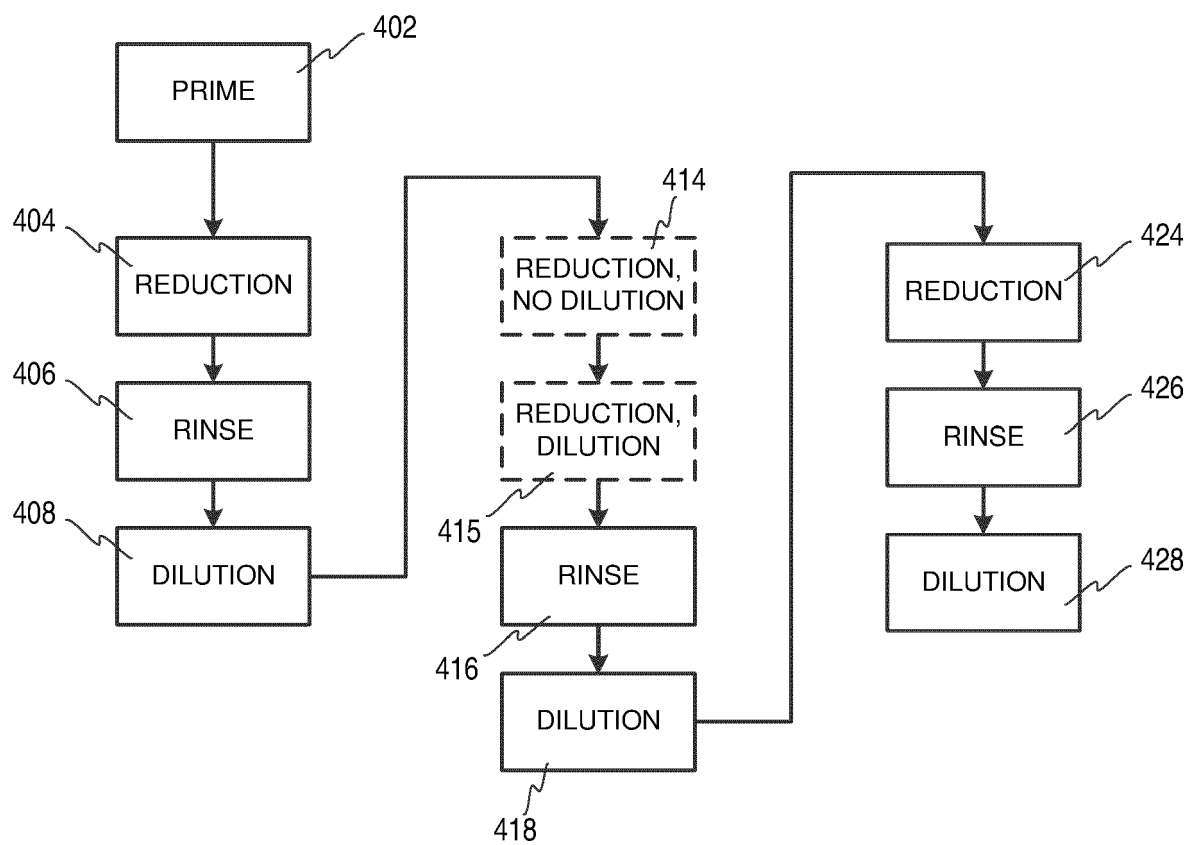 402
PRIME
404
REDUCTION
406
RINSE
408
DILUTION
414
REDUCTION,
NO DILUTION
REDUCTION,
DILUTION
415
RINSE
416
DILUTION
418
424
REDUCTION
426
RINSE
428
DILUTION